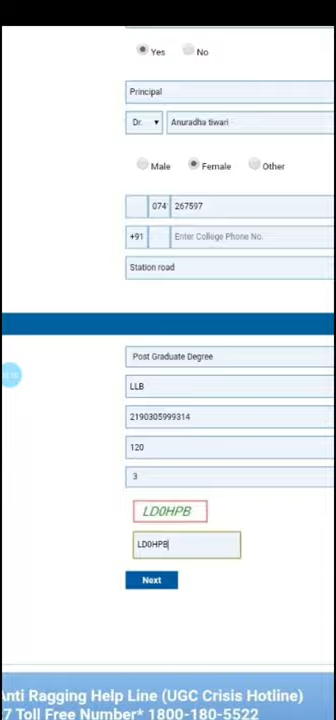 Yes No
Principal
Dr. Anuradha tiwari
Male Female Other
074 267597
+91 Enter College Phone No.
Station road
Post Graduate Degree
LLB
2190305999314
120
3
LD0HPB
LD0HPB
Next
Anti Ragging Help Line (UGC Crisis Hotline)
7 Toll Free Number* 1800-180-5522